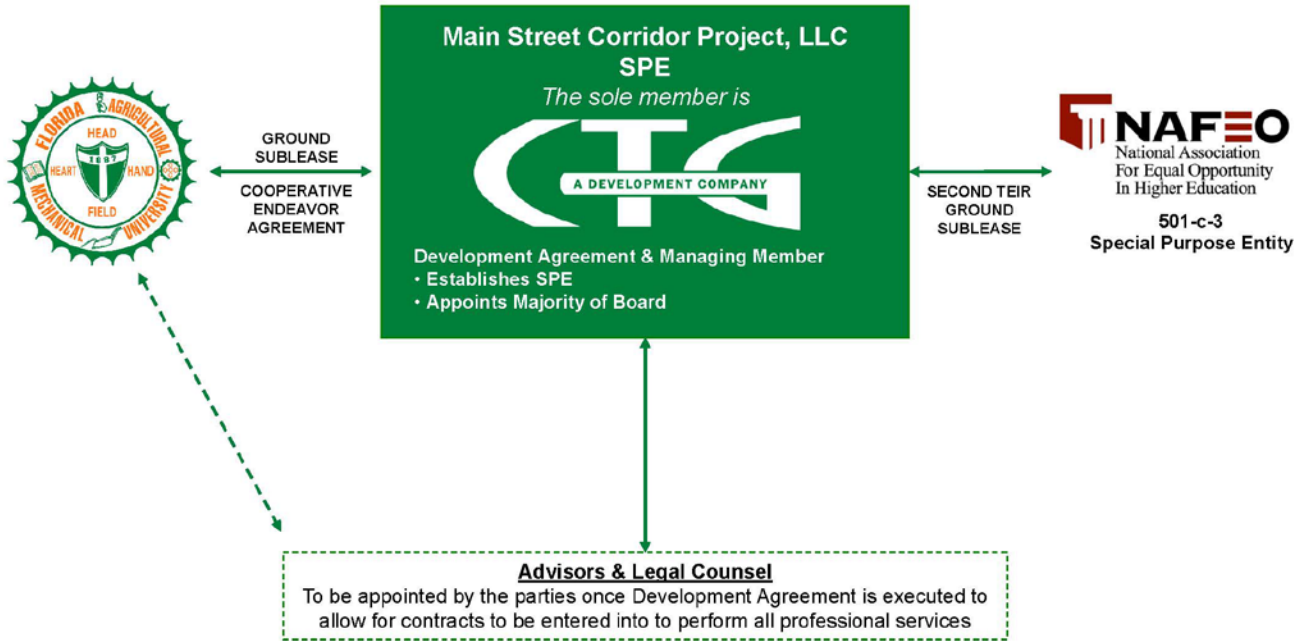 Main Street Corridor Project, LLC
SPE
The sole member is
CTG
A DEVELOPMENT COMPANY
Development Agreement & Managing Member
• Establishes SPE
• Appoints Majority of Board
FLORIDA AGRICULTURAL
MECHANICAL UNIVERSITY
HEAD
1887
HEART HAND
FIELD
GROUND
SUBLEASE
COOPERATIVE
ENDEAVOR
AGREEMENT
SECOND TEIR
GROUND
SUBLEASE
NAFEO
National Association
For Equal Opportunity
In Higher Education
501-c-3
Special Purpose Entity
Advisors & Legal Counsel
To be appointed by the parties once Development Agreement is executed to
allow for contracts to be entered into to perform all professional services